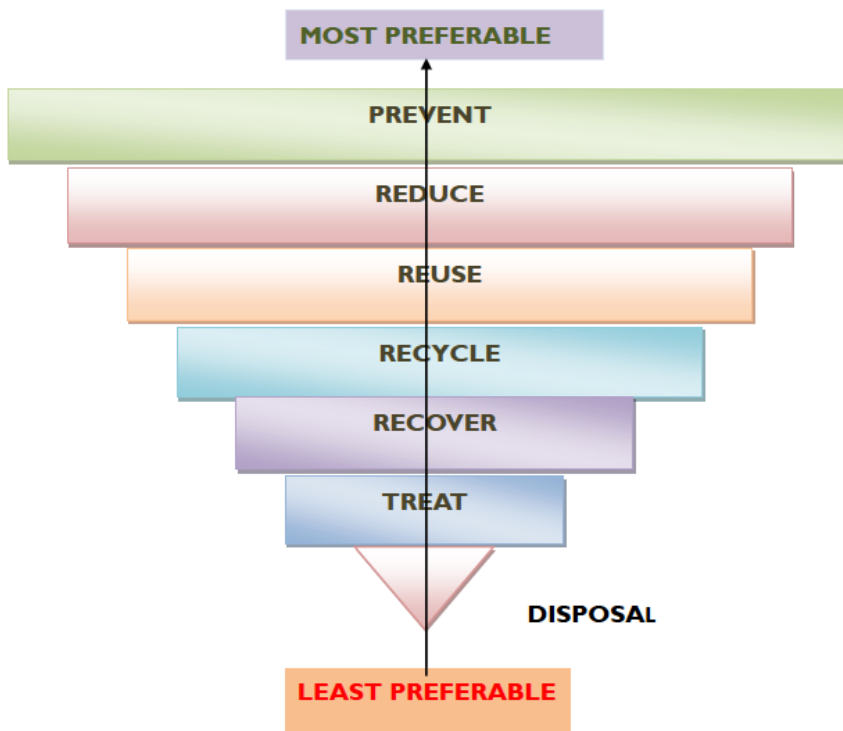 MOST PREFERABLE
PREVENT
REDUCE
REUSE
RECYCLE
RECOVER
TREAT
DISPOSAL
LEAST PREFERABLE